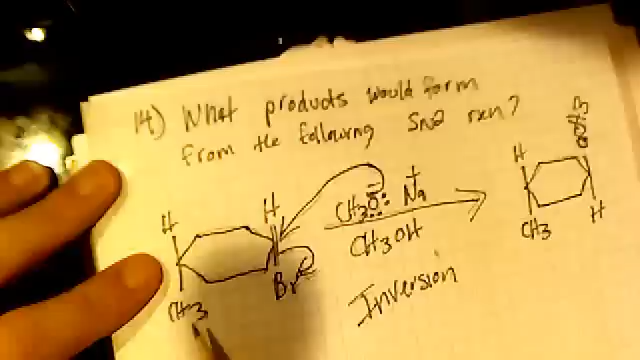 14) What products would form
from the following Sn2 rxn?
H
H
CH3
Br
CH3O: Na+
CH3OH
Inversion
H
CH3
H